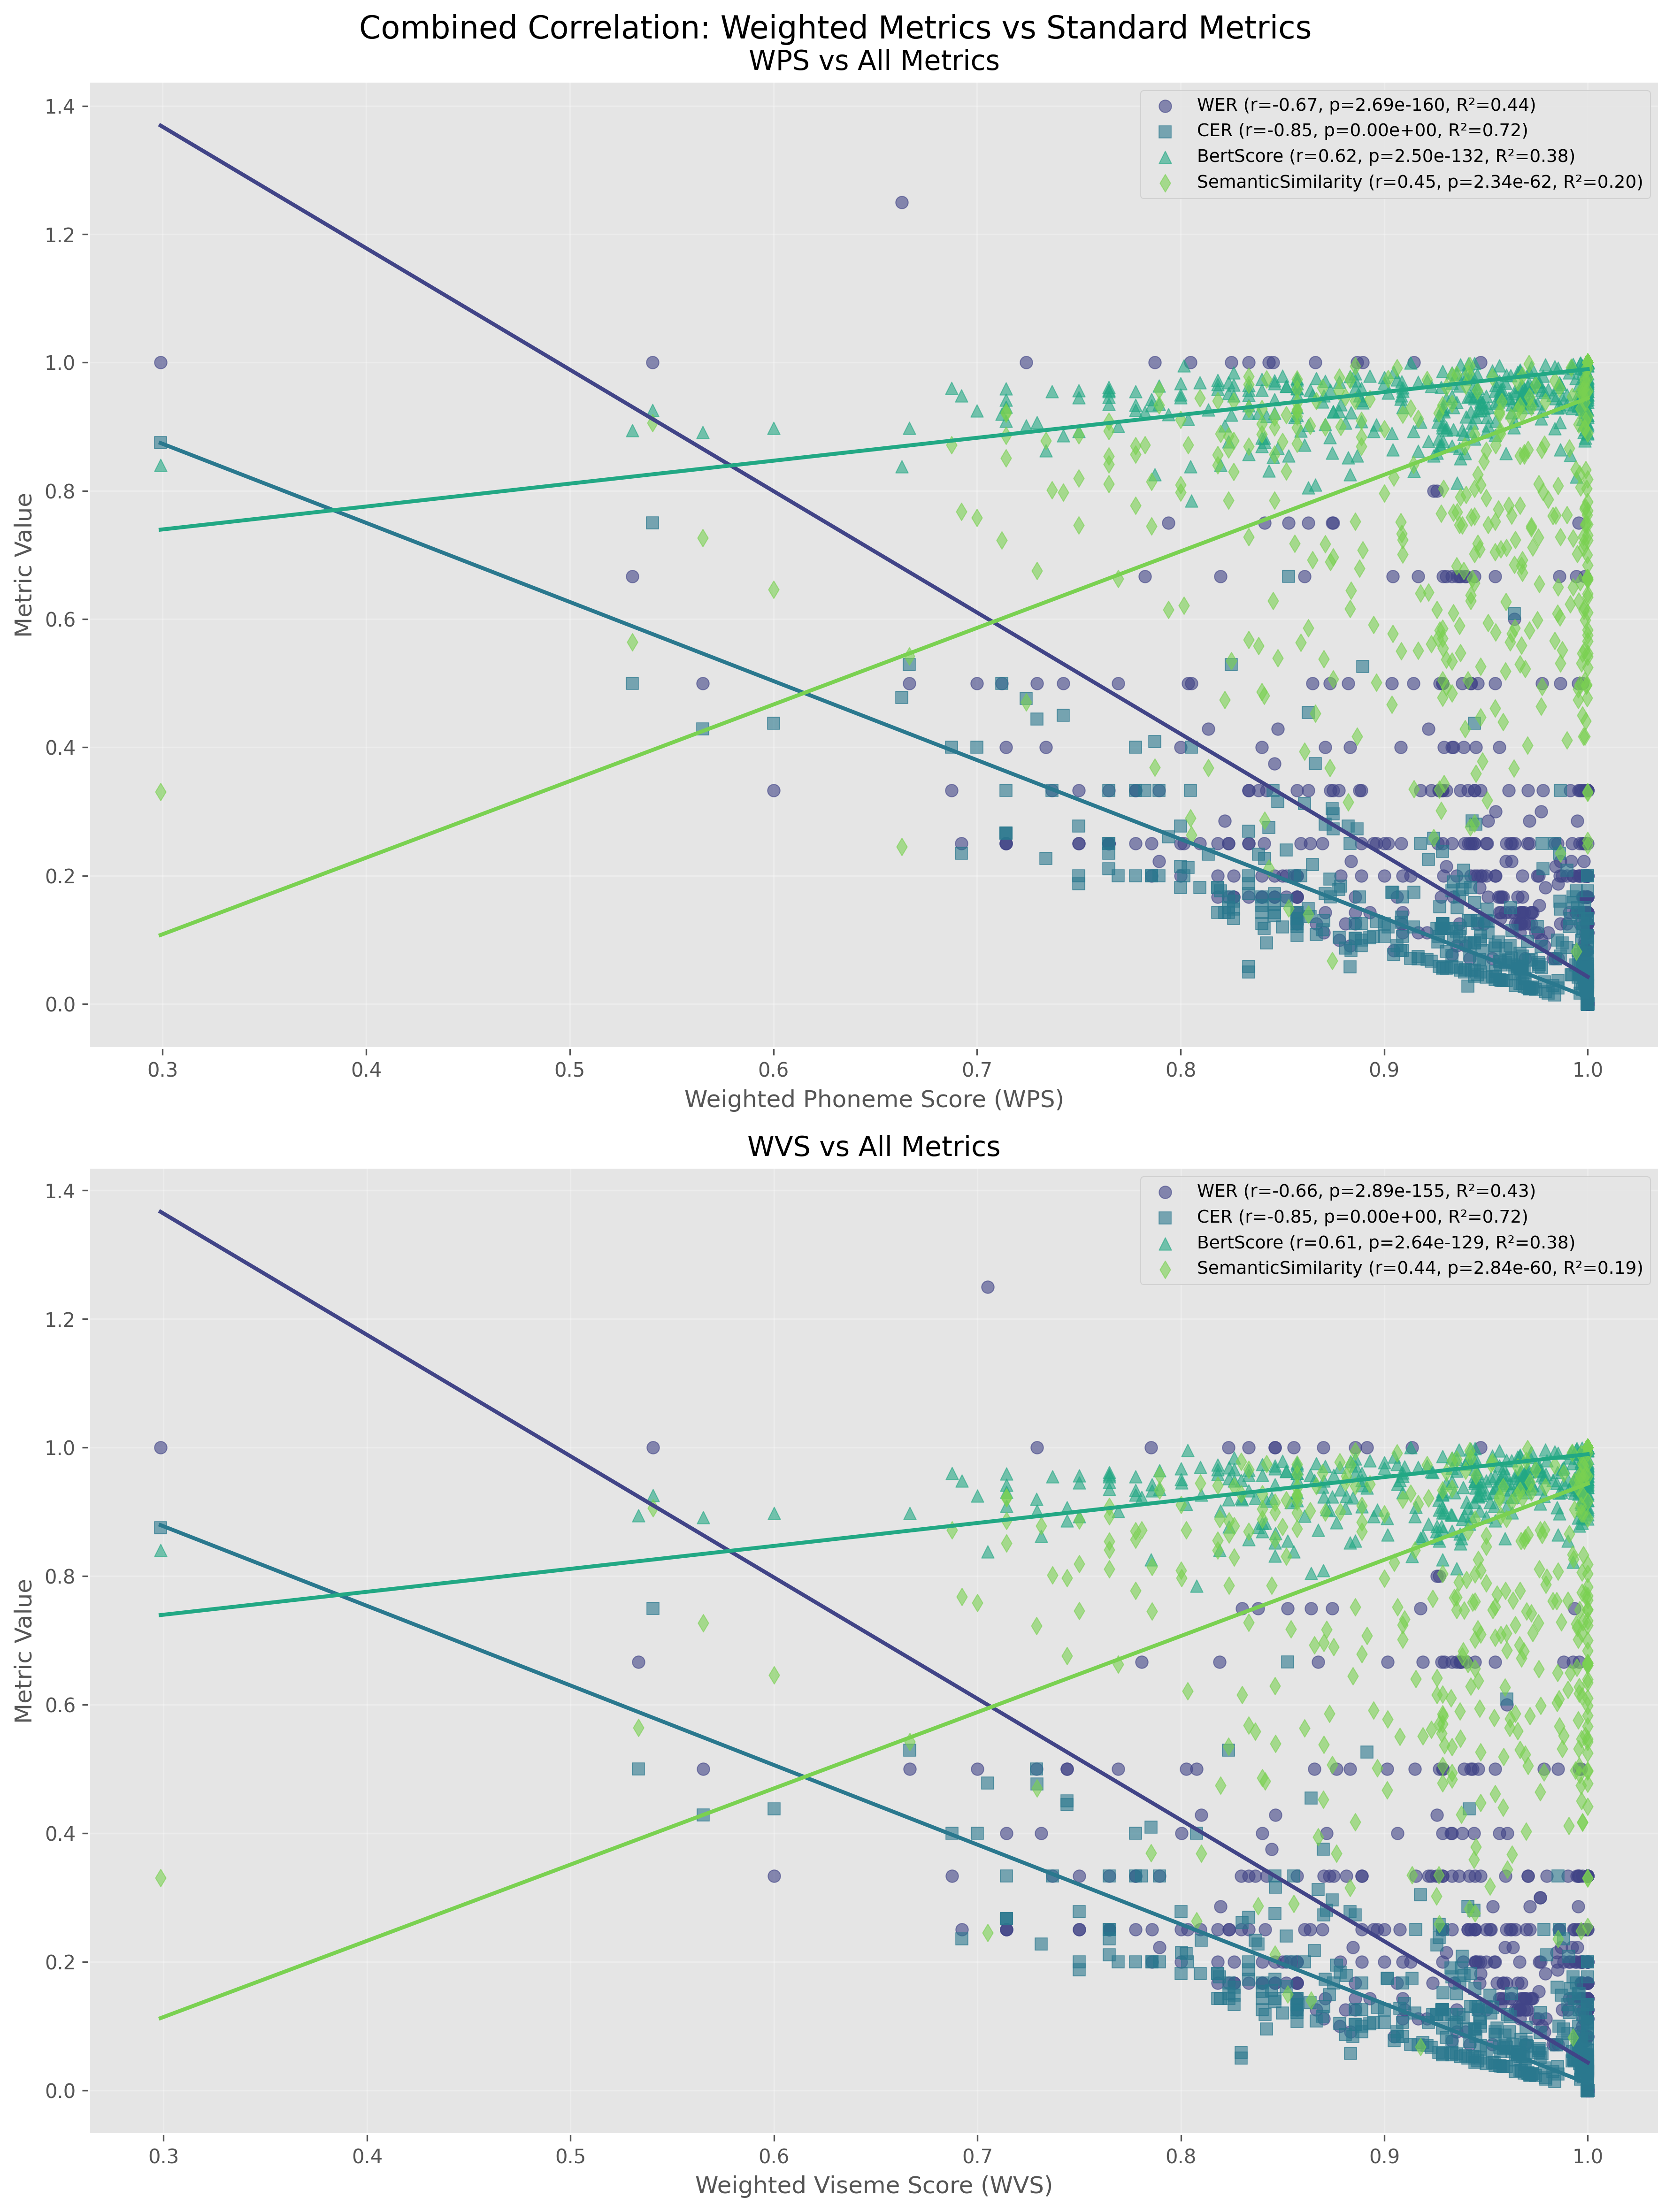 Combined Correlation: Weighted Metrics vs Standard Metrics
WPS vs All Metrics
WER (r=-0.67, p=2.69e-160, R²=0.44)
CER (r=-0.85, p=0.00e+00, R²=0.72)
BertScore (r=0.62, p=2.50e-132, R²=0.38)
SemanticSimilarity (r=0.45, p=2.34e-62, R²=0.20)
Metric Value
1.4
1.2
1.0
0.8
0.6
0.4
0.2
0.0
0.3 0.4 0.5 0.6 0.7 0.8 0.9 1.0
Weighted Phoneme Score (WPS)
WVS vs All Metrics
WER (r=-0.66, p=2.89e-155, R²=0.43)
CER (r=-0.85, p=0.00e+00, R²=0.72)
BertScore (r=0.61, p=2.64e-129, R²=0.38)
SemanticSimilarity (r=0.44, p=2.84e-60, R²=0.19)
Metric Value
1.4
1.2
1.0
0.8
0.6
0.4
0.2
0.0
0.3 0.4 0.5 0.6 0.7 0.8 0.9 1.0
Weighted Viseme Score (WVS)